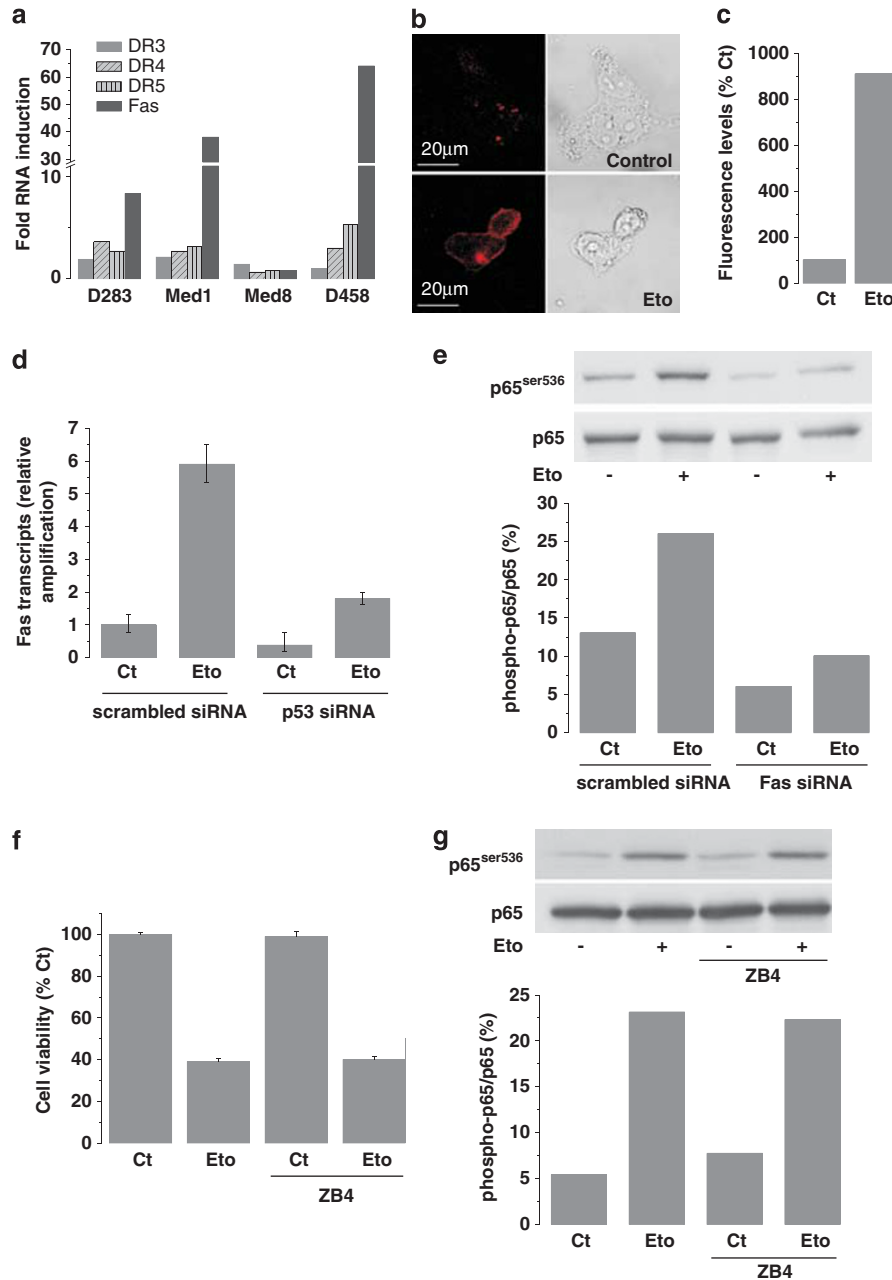 a
70
60
50
40
30
10
0
Fold RNA induction
DR3
DR4
DR5
Fas
D283 Med1 Med8 D458
b
20μm
Control
20μm
Eto
c
1000
800
600
400
200
0
Fluorescence levels (% Ct)
Ct Eto
d
7
6
5
4
3
2
1
0
Fas transcripts (relative
amplification)
Ct Eto Ct Eto
scrambled siRNA p53 siRNA
e
p65ser536
p65
Eto - + - +
30
25
20
15
10
5
0
phospho-p65/p65 (%)
Ct Eto Ct Eto
scrambled siRNA Fas siRNA
f
100
80
60
40
20
0
Cell viability (% Ct)
Ct Eto Ct Eto
ZB4
g
p65ser536
p65
Eto - + - +
ZB4
25
20
15
10
5
0
phospho-p65/p65 (%)
Ct Eto Ct Eto
ZB4